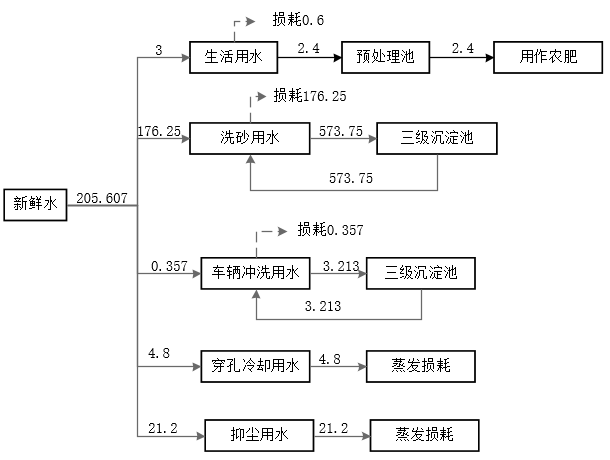 损耗0.6
3
生活用水
2.4
预处理池
2.4
用作农肥
损耗176.25
176.25
洗砂用水
573.75
三级沉淀池
573.75
新鲜水
205.607
损耗0.357
0.357
车辆冲洗用水
3.213
三级沉淀池
3.213
4.8
穿孔冷却用水
4.8
蒸发损耗
21.2
抑尘用水
21.2
蒸发损耗